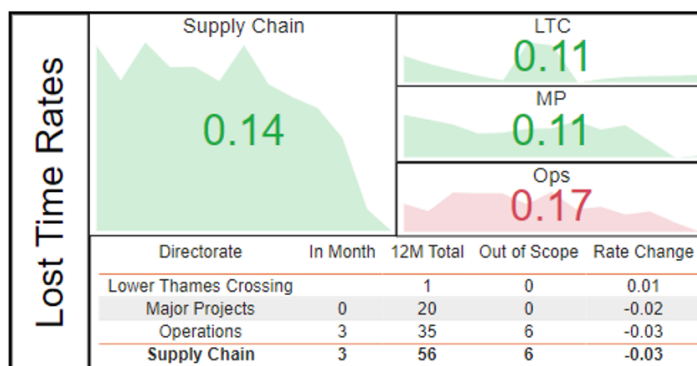 Lost Time Rates
Supply Chain
0.14
LTC
0.11
MP
0.11
Ops
0.17
Directorate In Month 12M Total Out of Scope Rate Change
Lower Thames Crossing 1 0 0.01
Major Projects 0 20 0 -0.02
Operations 3 35 6 -0.03
Supply Chain 3 56 6 -0.03